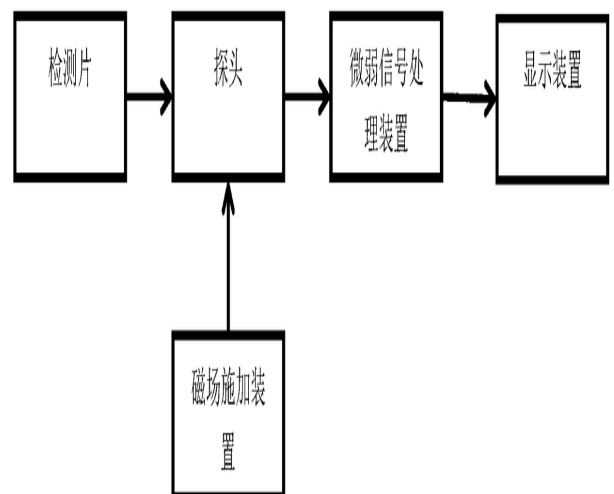 检测片
探头
微弱信号处
理装置
显示装置
磁场施加装
置